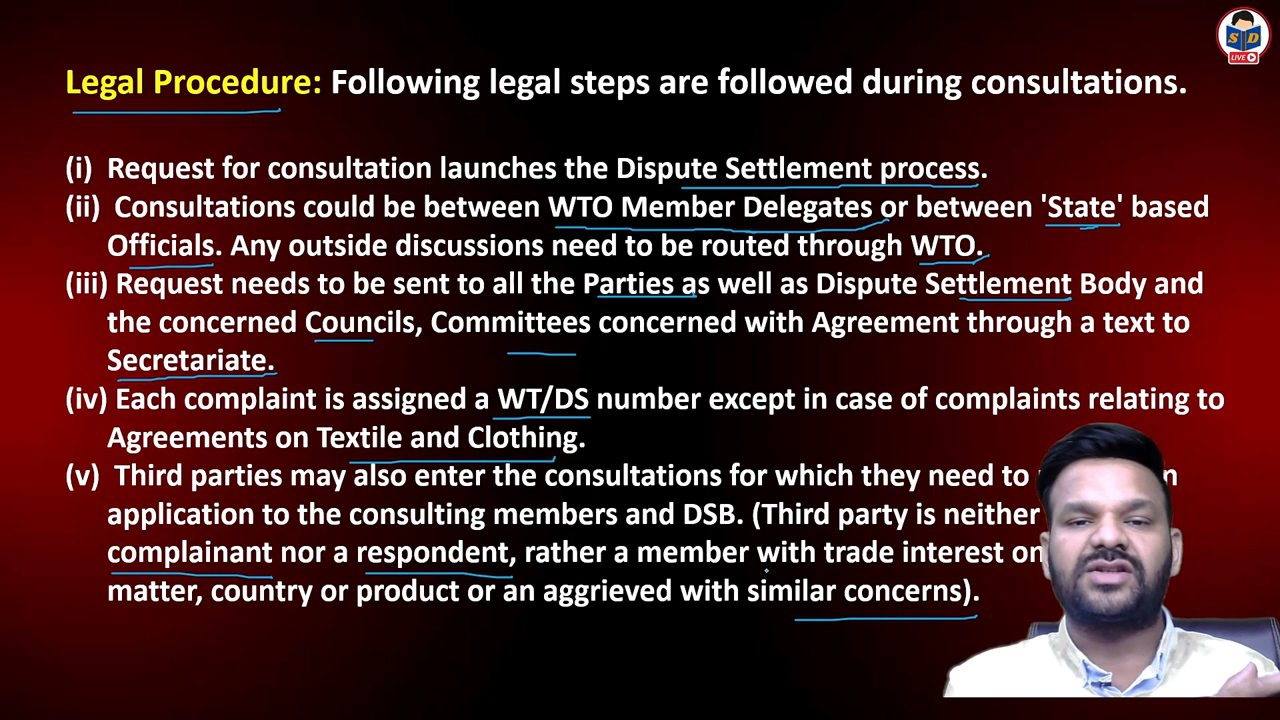 S D
LIVE
Legal Procedure: Following legal steps are followed during consultations.
(i) Request for consultation launches the Dispute Settlement process.
(ii) Consultations could be between WTO Member Delegates or between 'State' based
Officials. Any outside discussions need to be routed through WTO.
(iii) Request needs to be sent to all the Parties as well as Dispute Settlement Body and
the concerned Councils, Committees concerned with Agreement through a text to
Secretariate.
(iv) Each complaint is assigned a WT/DS number except in case of complaints relating to
Agreements on Textile and Clothing.
(v) Third parties may also enter the consultations for which they need to
application to the consulting members and DSB. (Third party is neither
complainant nor a respondent, rather a member with trade interest
matter, country or product or an aggrieved with similar concerns).